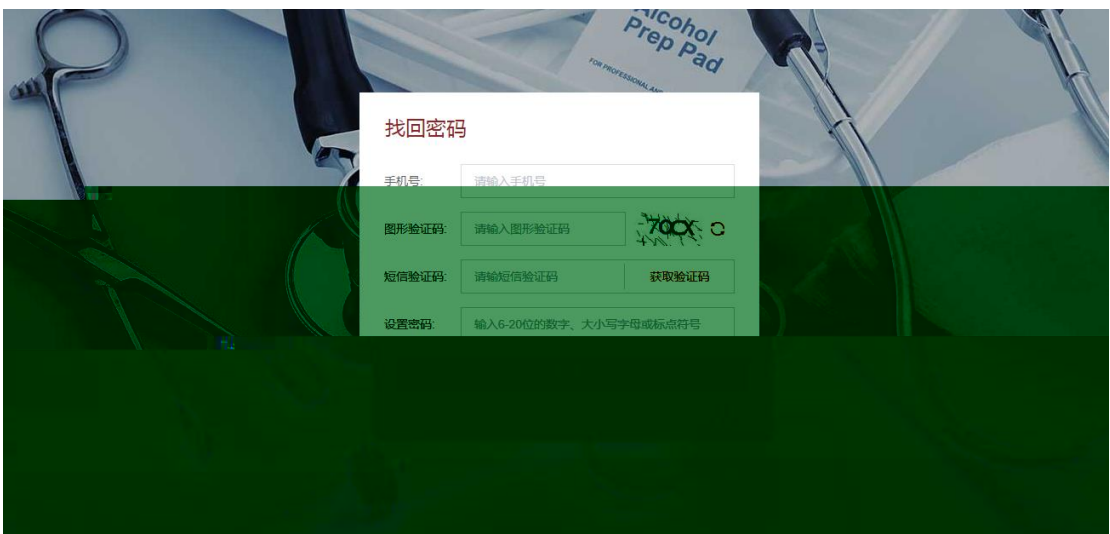 Alcohol
Prep Pad
找回密码
手机号:
请输入手机号
图形验证码:
请输入图形验证码
短信验证码:
请输短信验证码
获取验证码
设置密码:
输入6-20位的数字、大小写字母或标点符号